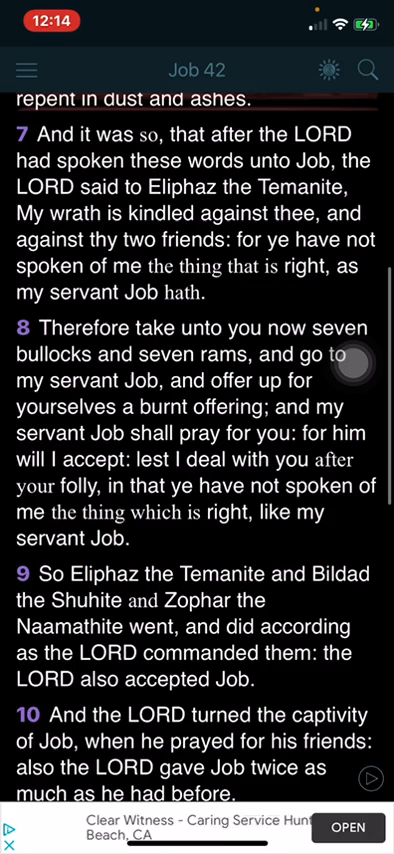 12:14
Job 42
repent in dust and ashes.
7 And it was so, that after the LORD
had spoken these words unto Job, the
LORD said to Eliphaz the Temanite,
My wrath is kindled against thee, and
against thy two friends: for ye have not
spoken of me the thing that is right, as
my servant Job hath.
8 Therefore take unto you now seven
bullocks and seven rams, and go to
my servant Job, and offer up for
yourselves a burnt offering; and my
servant Job shall pray for you: for him
will I accept: lest I deal with you after
your folly, in that ye have not spoken of
me the thing which is right, like my
servant Job.
9 So Eliphaz the Temanite and Bildad
the Shuhite and Zophar the
Naamathite went, and did according
as the LORD commanded them: the
LORD also accepted Job.
10 And the LORD turned the captivity
of Job, when he prayed for his friends:
also the LORD gave Job twice as
much as he had before.
Clear Witness - Caring Service Hunt
Beach, CA
OPEN